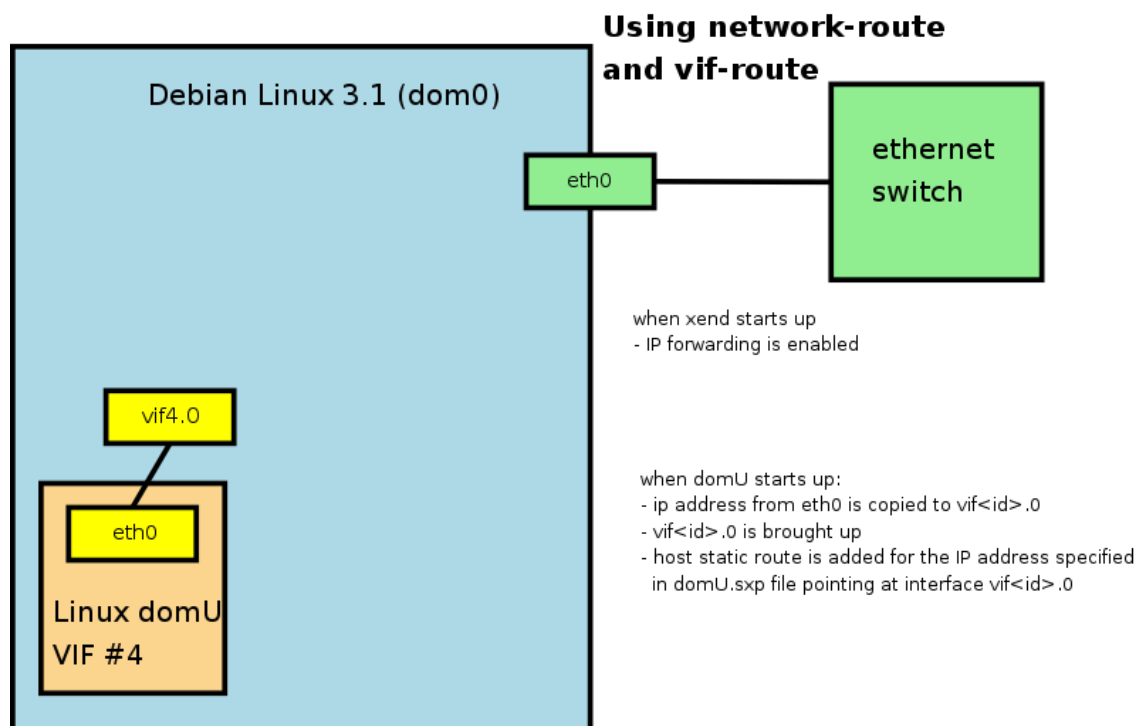 Using network-route
and vif-route
Debian Linux 3.1 (dom0)
eth0
ethernet
switch
when xend starts up
- IP forwarding is enabled
vif4.0
eth0
Linux domU
VIF #4
when domU starts up:
- ip address from eth0 is copied to vif<id>.0
- vif<id>.0 is brought up
- host static route is added for the IP address specified
in domU.sxp file pointing at interface vif<id>.0